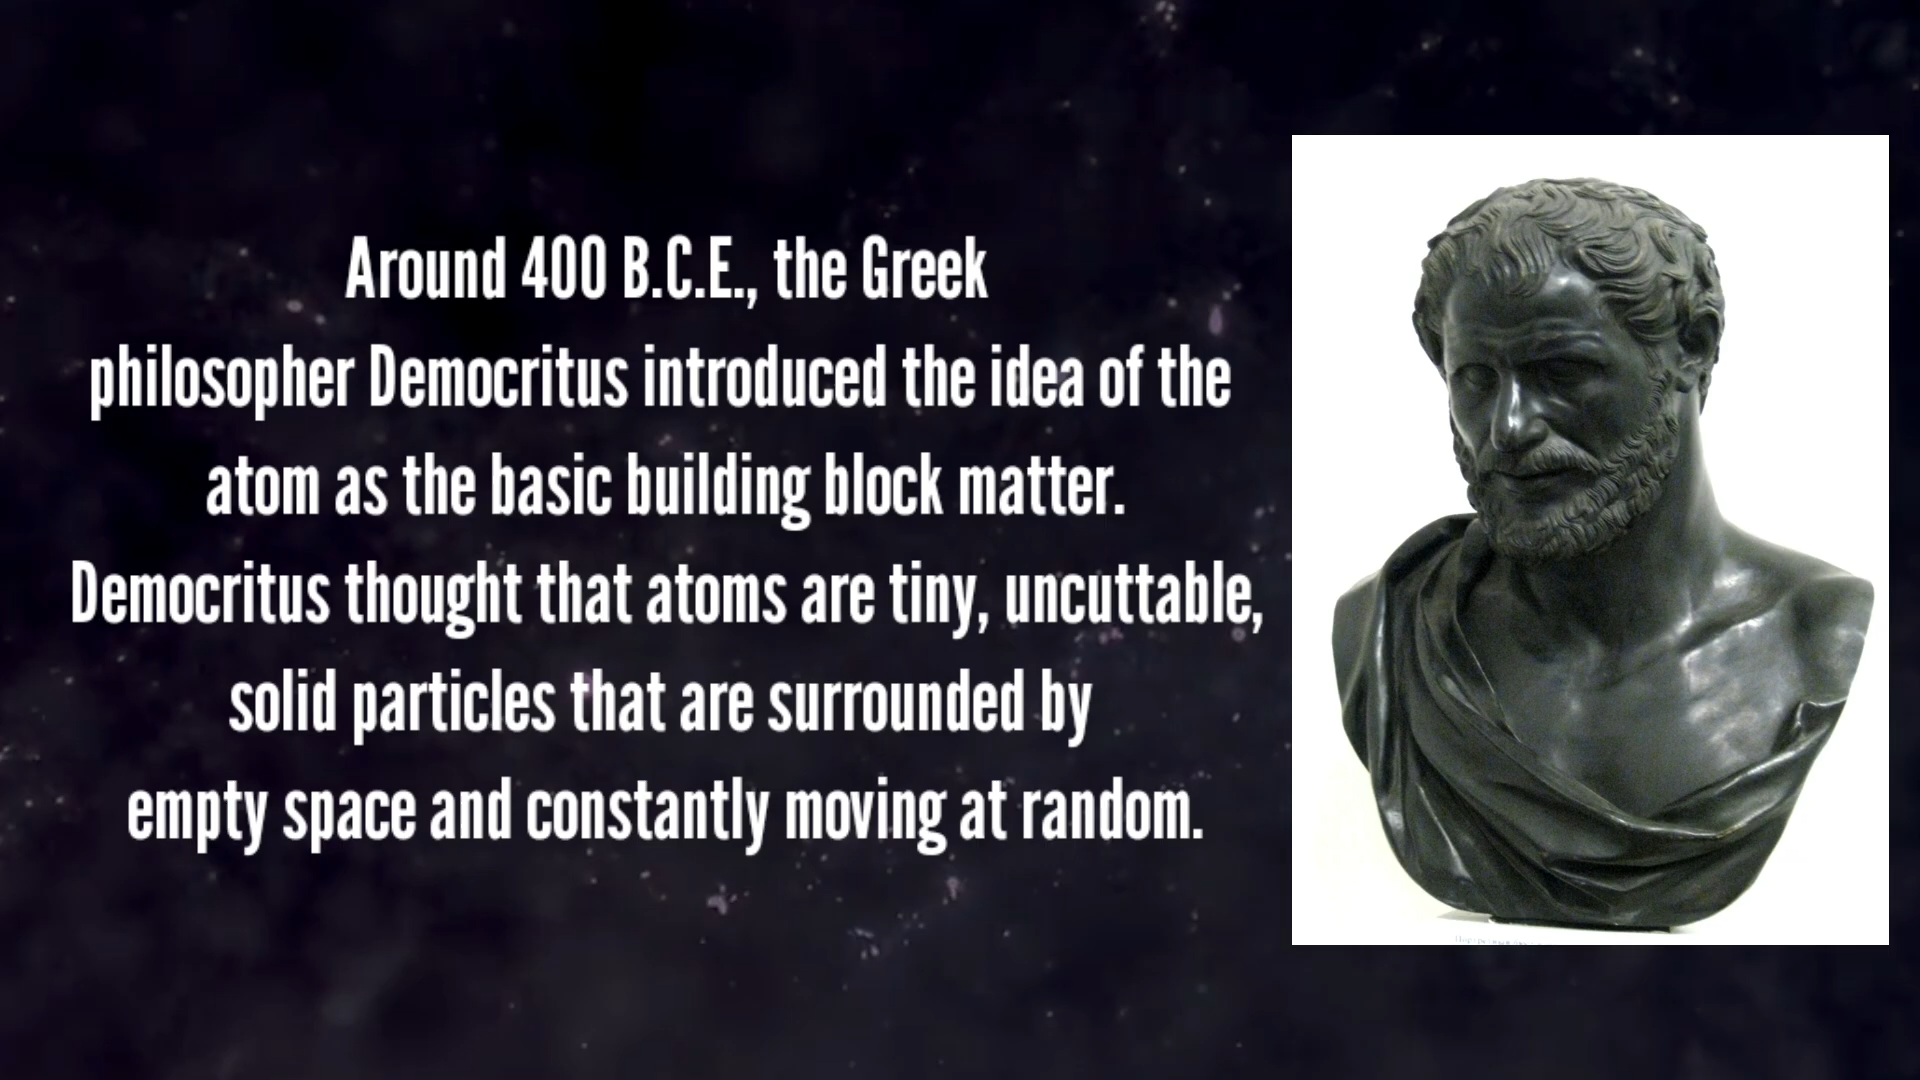 Around 400 B.C.E., the Greek
philosopher Democritus introduced the idea of the
atom as the basic building block matter.
Democritus thought that atoms are tiny, uncuttable,
solid particles that are surrounded by
empty space and constantly moving at random.